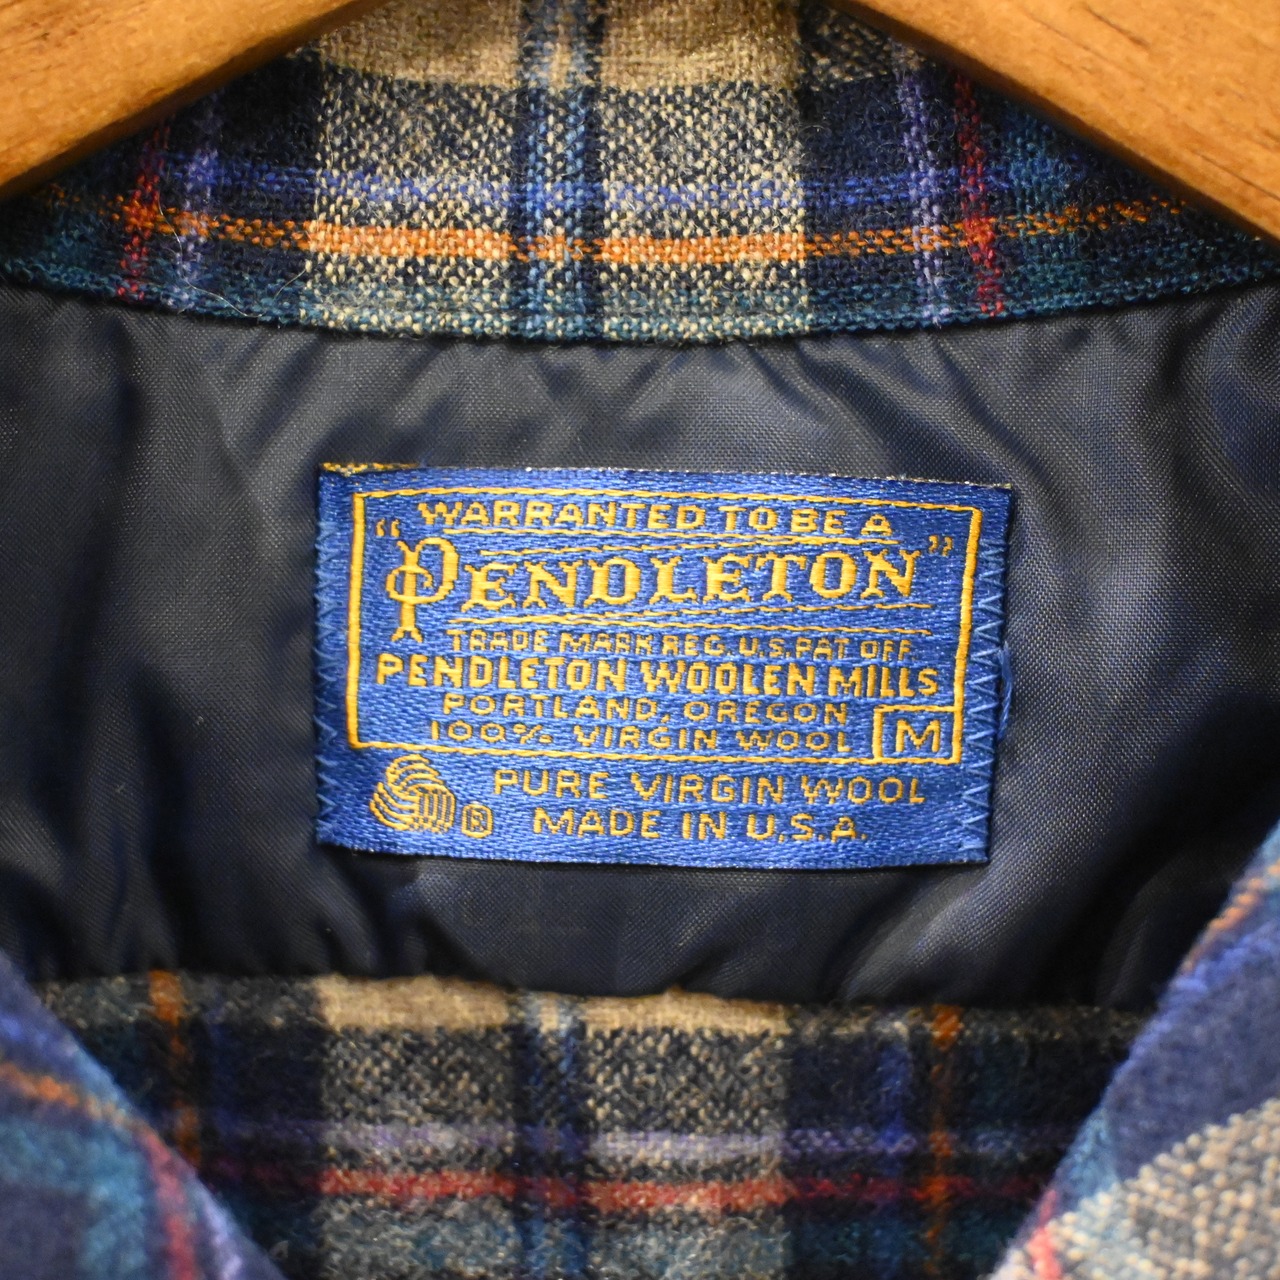 WARRANTED TO BE A
"PENDLETON"
TRADE MARK REG. U.S. PAT OFF.
PENDLETON WOOLEN MILLS
PORTLAND, OREGON
100% VIRGIN WOOL M
PURE VIRGIN WOOL
® MADE IN U.S.A.